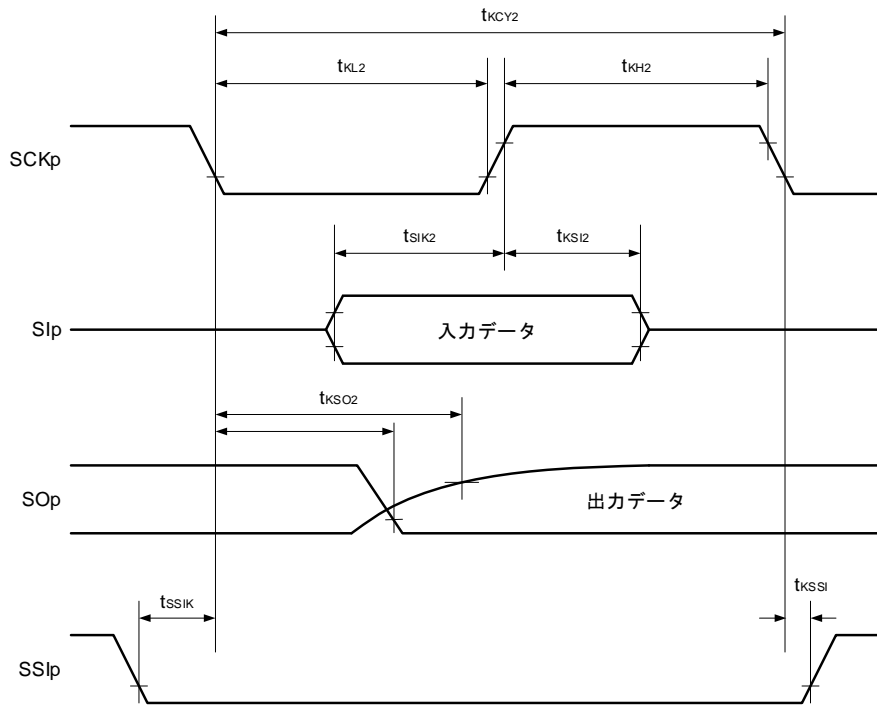 tKCY2
tKL2
tKH2
SCKp
tSIK2
tKSI2
SIp
入力データ
tKSO2
SOp
出力データ
tSSIK
tKSSI
SSIp